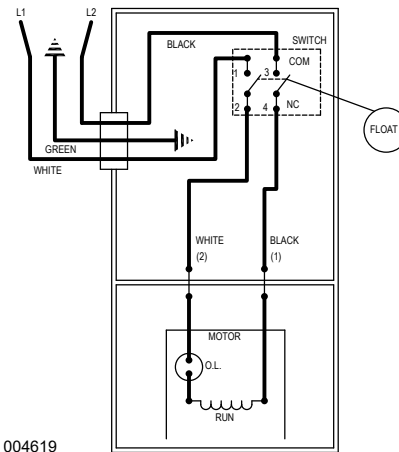 L1
L2
BLACK
SWITCH
COM
1
3
2
4
NC
FLOAT
GREEN
WHITE
WHITE
(2)
BLACK
(1)
MOTOR
O.L.
RUN
004619